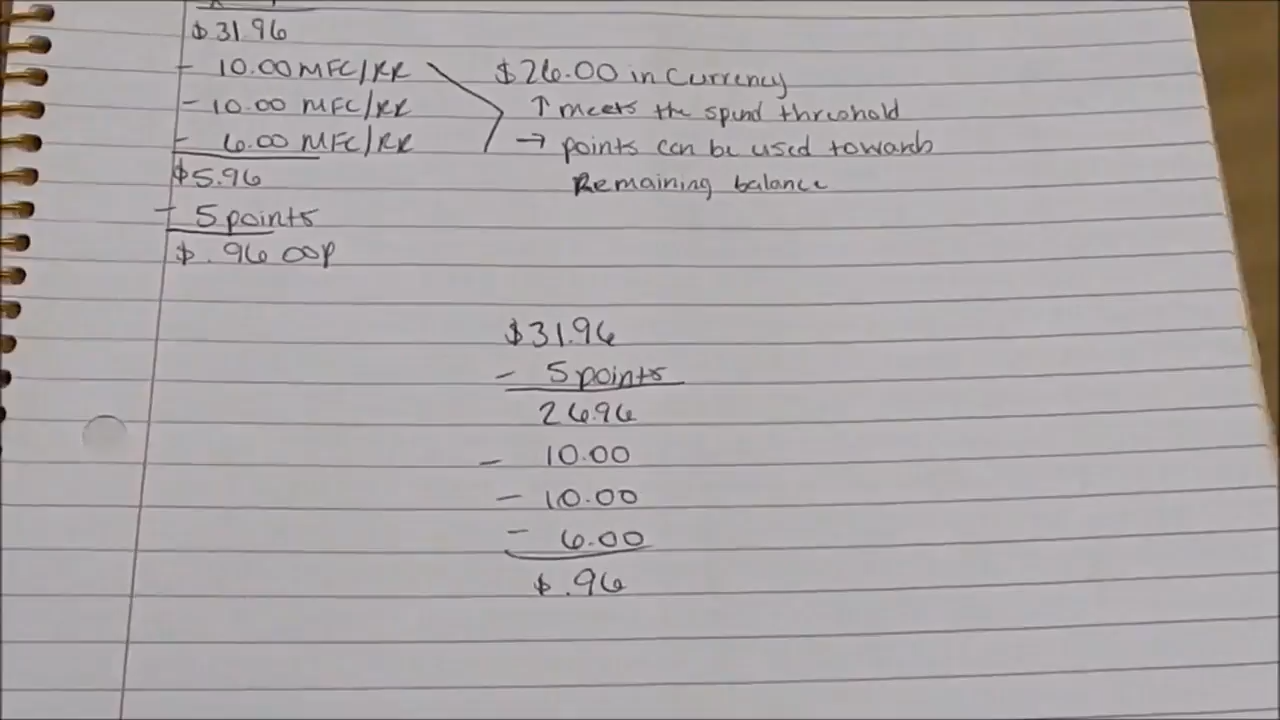 $31.96
- 10.00 MFC/RR
- 10.00 MFC/RR
- 6.00 MFC/RR
$5.96
- 5 points
$ .96 OOP
$26.00 in Currency
↑ meets the spend threshold
→ points can be used towards
Remaining balance
$31.96
- 5 points
26.96
- 10.00
- 10.00
- 6.00
$ .96